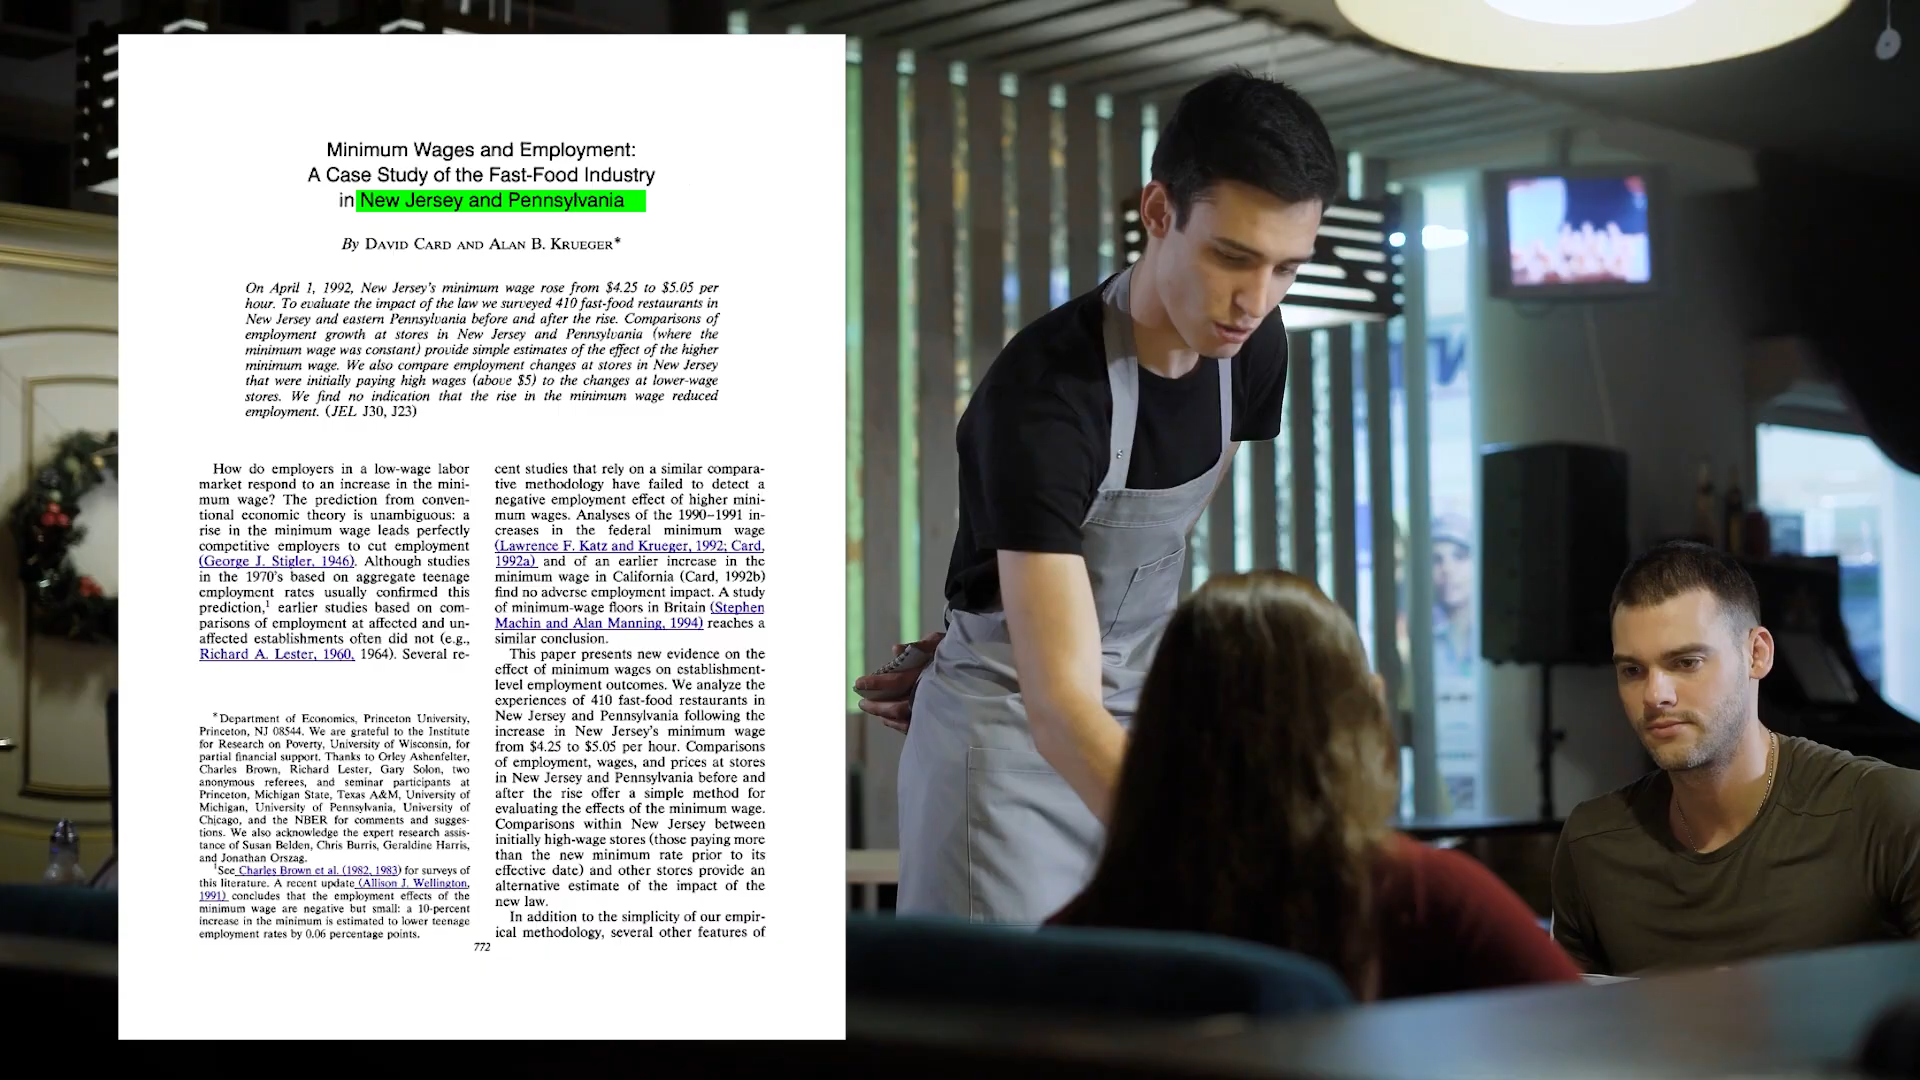 Minimum Wages and Employment:
A Case Study of the Fast-Food Industry
in New Jersey and Pennsylvania
By DAVID CARD AND ALAN B. KRUEGER*
On April 1, 1992, New Jersey's minimum wage rose from $4.25 to $5.05 per
hour. To evaluate the impact of the law we surveyed 410 fast-food restaurants in
New Jersey and eastern Pennsylvania before and after the rise. Comparisons of
employment growth at stores in New Jersey and Pennsylvania (where the
minimum wage was constant) provide simple estimates of the effect of the higher
minimum wage. We also compare employment changes at stores in New Jersey
that were initially paying high wages (above $5) to the changes at lower-wage
stores. We find no indication that the rise in the minimum wage reduced
employment. (JEL J30, J23)
How do employers in a low-wage labor
market respond to an increase in the mini-
mum wage? The prediction from conven-
tional economic theory is unambiguous: a
rise in the minimum wage leads perfectly
competitive employers to cut employment
(George J. Stigler, 1946). Although studies
in the 1970's based on aggregate teenage
employment rates usually confirmed this
prediction,1 earlier studies based on com-
parisons of employment at affected and un-
affected establishments often did not (e.g.,
Richard A. Lester, 1960, 1964). Several re-
*Department of Economics, Princeton University,
Princeton, NJ 08544. We are grateful to the Institute
for Research on Poverty, University of Wisconsin, for
partial financial support. Thanks to Orley Ashenfelter,
Charles Brown, Richard Lester, Gary Solon, two
anonymous referees, and seminar participants at
Princeton, Michigan State, Texas A&M, University of
Michigan, University of Pennsylvania, University of
Chicago, and the NBER for comments and sugges-
tions. We also acknowledge the expert research assis-
tance of Susan Belden, Chris Burris, Geraldine Harris,
and Jonathan Orszag.
1See Charles Brown et al. (1982, 1983) for surveys of
this literature. A recent update (Allison J. Wellington,
1991) concludes that the employment effects of the
minimum wage are negative but small: a 10-percent
increase in the minimum is estimated to lower teenage
employment rates by 0.06 percentage points.
cent studies that rely on a similar compara-
tive methodology have failed to detect a
negative employment effect of higher mini-
mum wages. Analyses of the 1990–1991 in-
creases in the federal minimum wage
(Lawrence F. Katz and Krueger, 1992; Card,
1992a) and of an earlier increase in the
minimum wage in California (Card, 1992b)
find no adverse employment impact. A study
of minimum-wage floors in Britain (Stephen
Machin and Alan Manning, 1994) reaches a
similar conclusion.
This paper presents new evidence on the
effect of minimum wages on establishment-
level employment outcomes. We analyze the
experiences of 410 fast-food restaurants in
New Jersey and Pennsylvania following the
increase in New Jersey's minimum wage
from $4.25 to $5.05 per hour. Comparisons
of employment, wages, and prices at stores
in New Jersey and Pennsylvania before and
after the rise offer a simple method for
evaluating the effects of the minimum wage.
Comparisons within New Jersey between
initially high-wage stores (those paying more
than the new minimum rate prior to its
effective date) and other stores provide an
alternative estimate of the impact of the
new law.
In addition to the simplicity of our empir-
ical methodology, several other features of
772